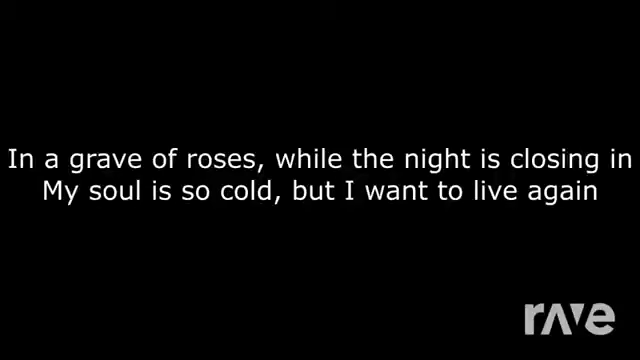 In a grave of roses, while the night is closing in
My soul is so cold, but I want to live again
rave